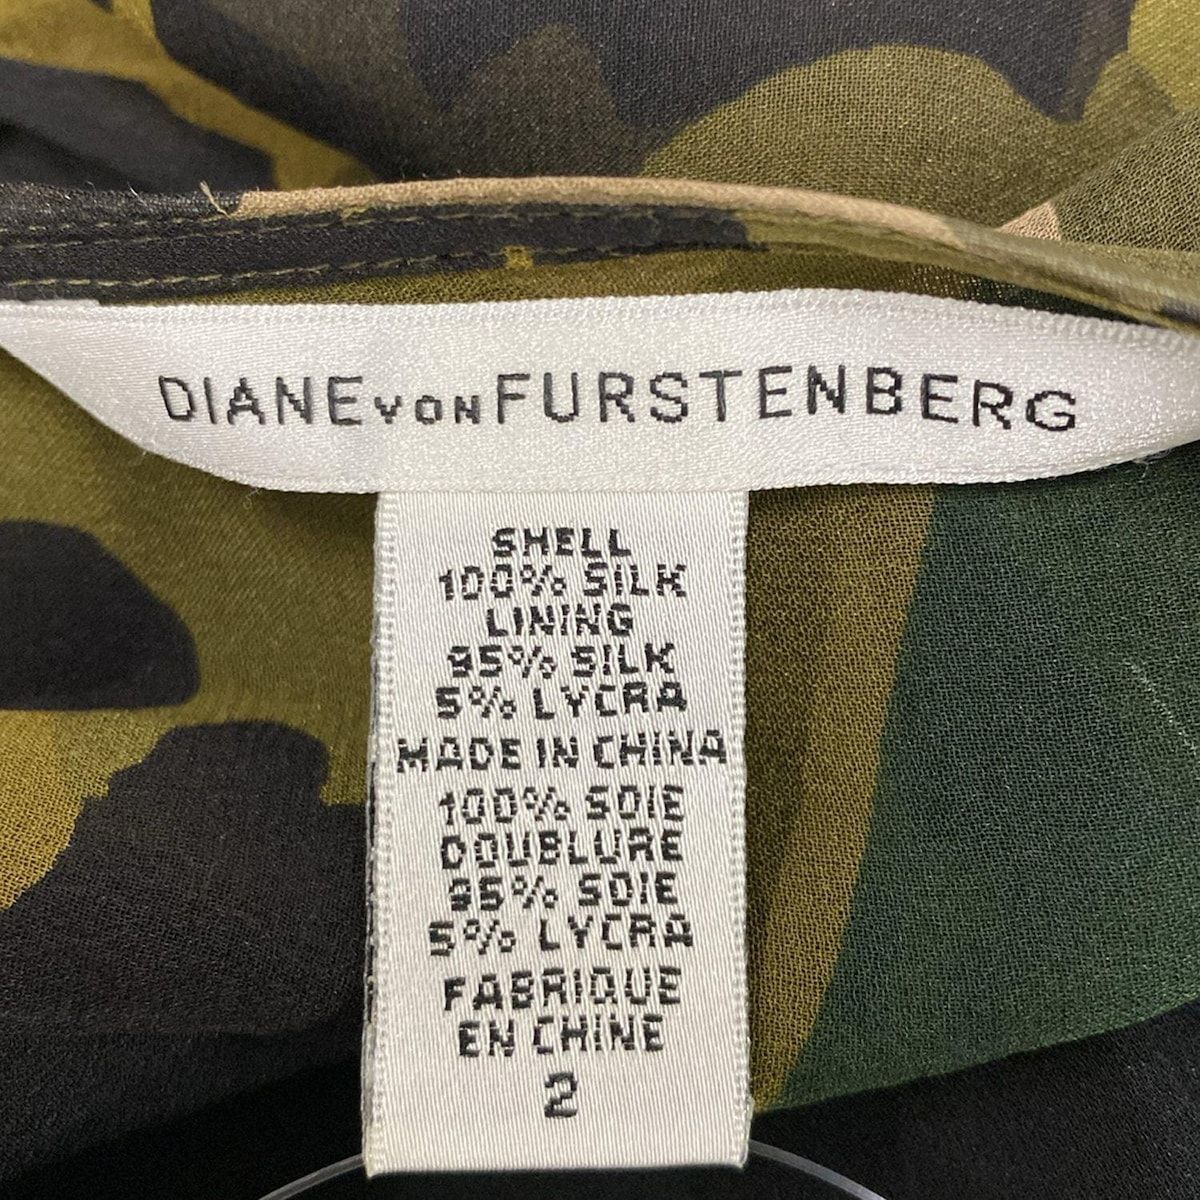 DIANE VON FURSTENBERG
SHELL
100% SILK
LINING
95% SILK
5% LYCRA
MADE IN CHINA
100% SOIE
DOUBLURE
95% SOIE
5% LYCRA
FABRIQUE
EN CHINE
2